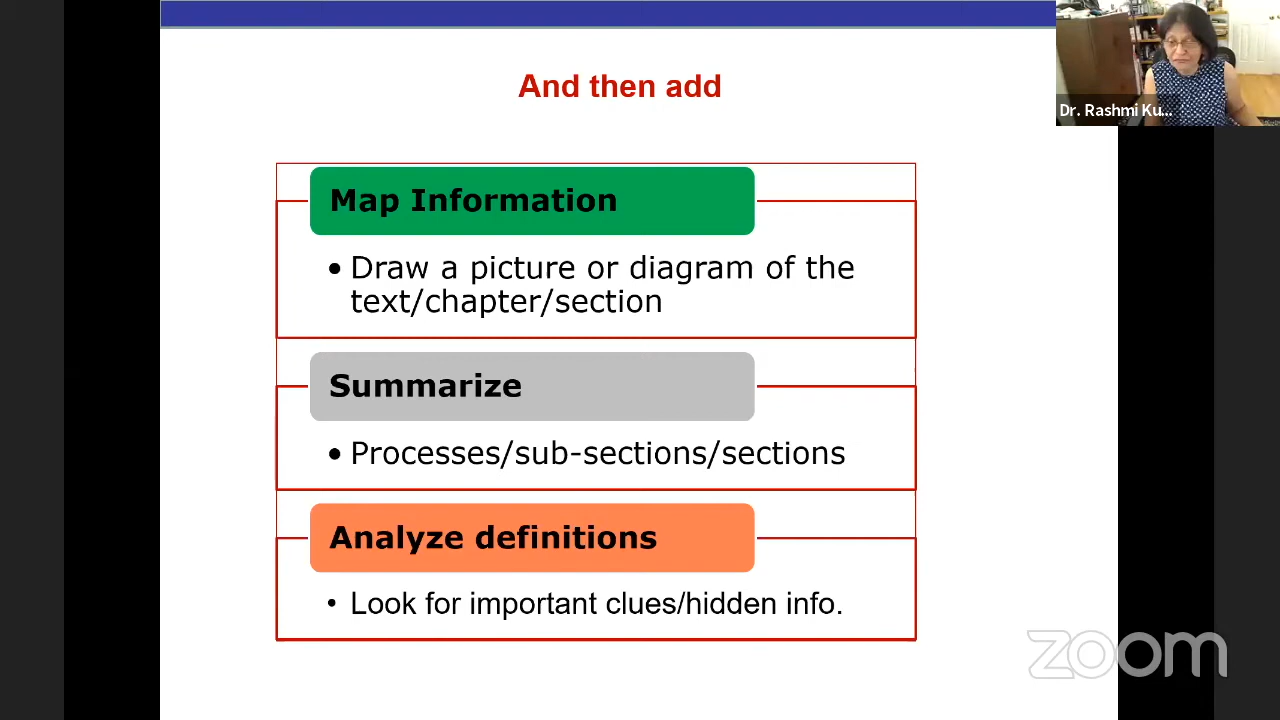 And then add
Dr. Rashmi Ku...
Map Information
• Draw a picture or diagram of the
text/chapter/section
Summarize
• Processes/sub-sections/sections
Analyze definitions
• Look for important clues/hidden info.
zoom